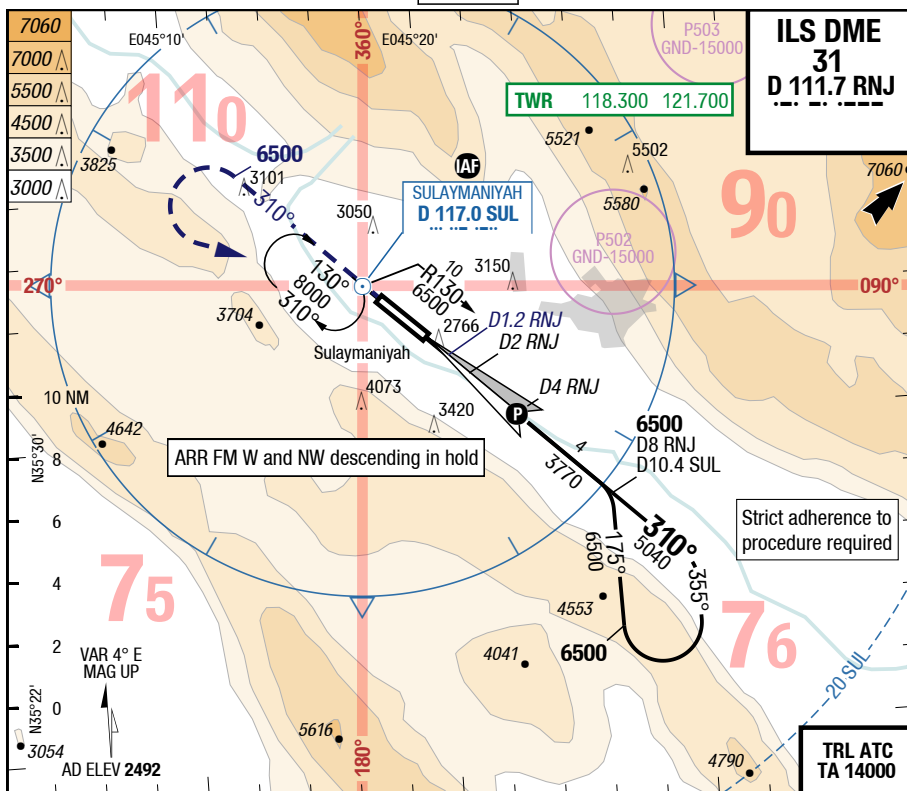 7060
7000
5500
4500
3500
3000
E045°10'
360°
E045°20'
P503
GND-15000
ILS DME
31
D 111.7 RNJ
TWR 118.300 121.700
110
3825
6500
3101
310°
IAF
5521
5502
5580
7060
90
SULAYMANIYAH
D 117.0 SUL
3050
P502
GND-15000
270°
130°
8000
310°
10
R130°
6500
3150
090°
3704
Sulaymaniyah
2766
D1.2 RNJ
D2 RNJ
D4 RNJ
P
10 NM
4073
3420
4642
N35°30'
8
ARR FM W and NW descending in hold
4
3770
6500
D8 RNJ
D10.4 SUL
Strict adherence to
procedure required
310°
5040
175°
6500
355°
6
4
2
0
75
4553
6500
4041
76
20 SUL
VAR 4° E
MAG UP
N35°22'
3054
AD ELEV 2492
5616
180°
4790
TRL ATC
TA 14000